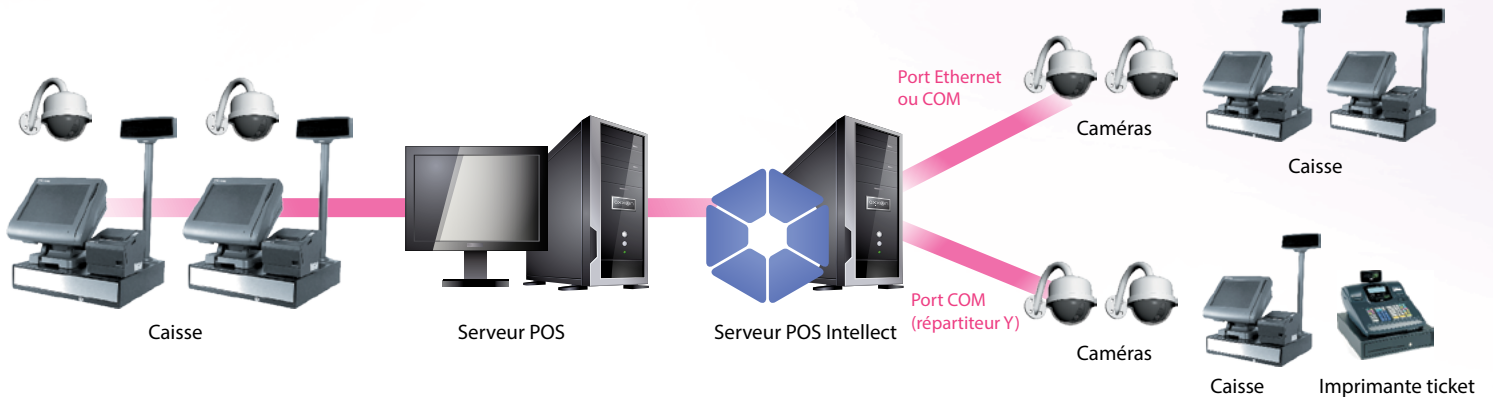 Port Ethernet
ou COM
Caméras
Caisse
Caisse
Serveur POS
Serveur POS Intellect
Port COM
(répartiteur Y)
Caméras
Caisse
Imprimante ticket